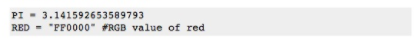 PI = 3.141592653589793
RED = "FF0000" #RGB value of red